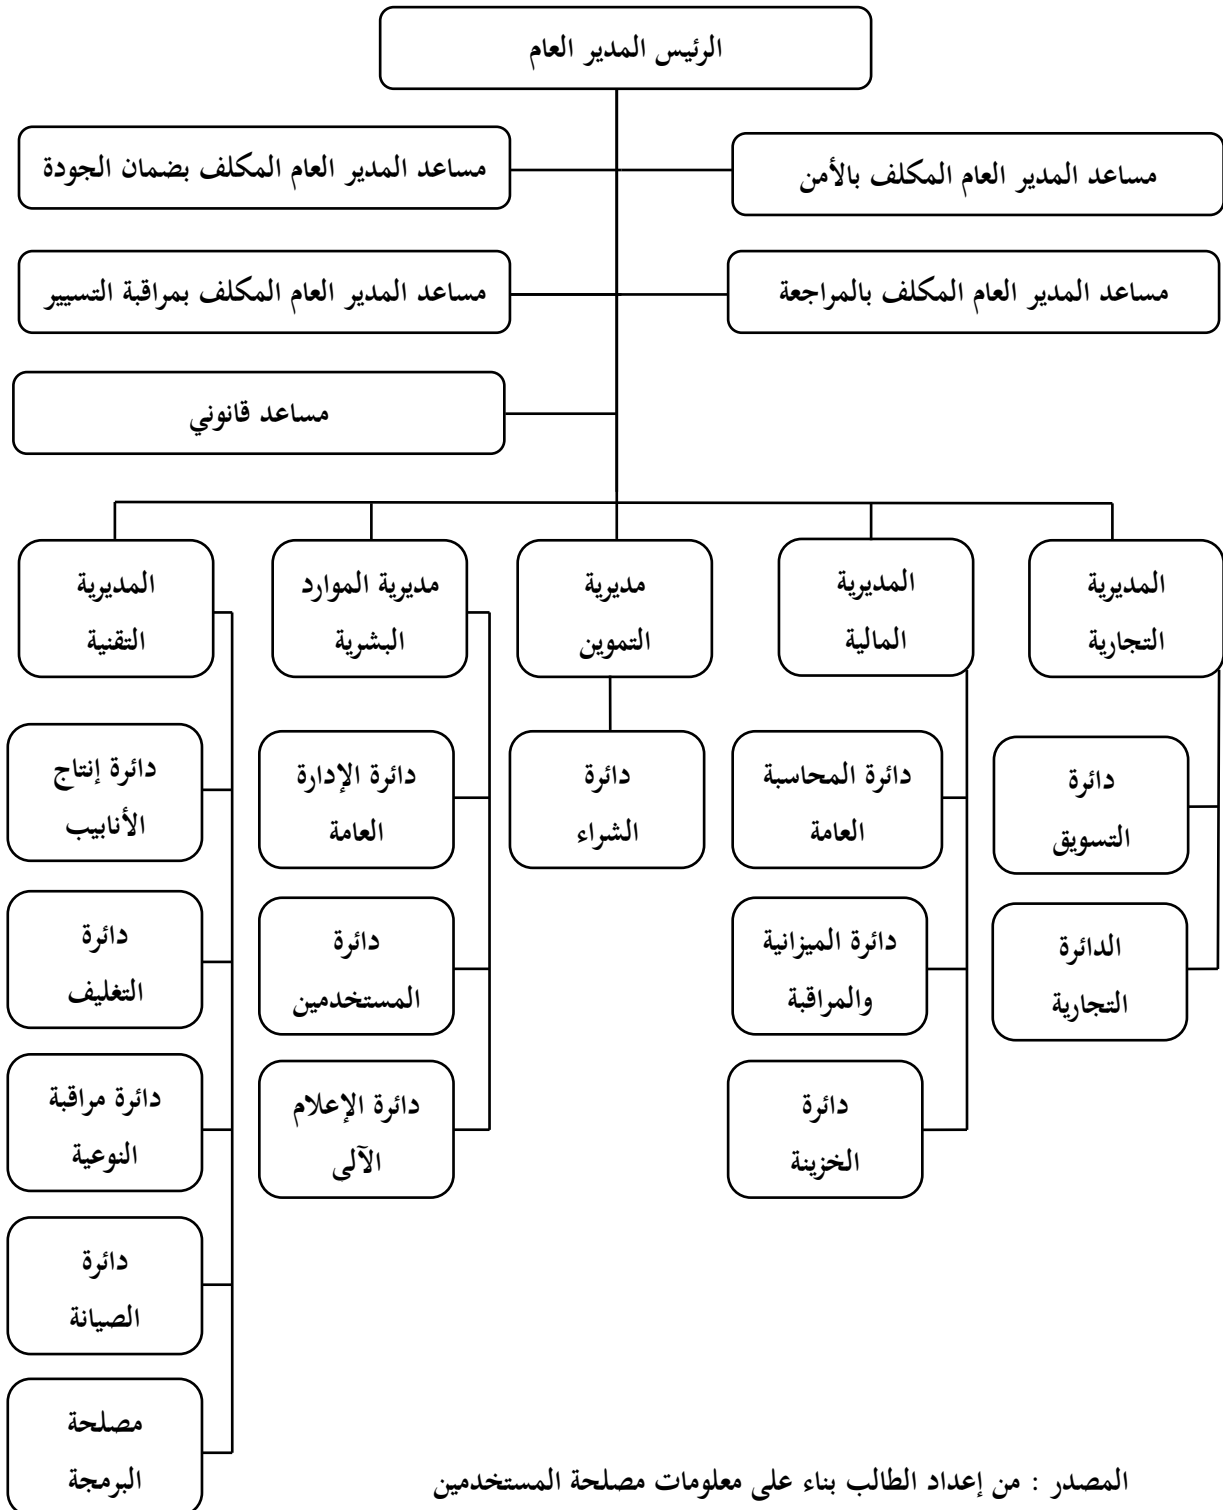 الرئيس المدير العام
مساعد المدير العام المكلف بالأمن
مساعد المدير العام المكلف بضمان الجودة
مساعد المدير العام المكلف بالمراجعة
مساعد المدير العام المكلف بمراقبة التسيير
مساعد قانوني
المديرية
التجارية
المديرية
المالية
مديرية
التموين
مديرية الموارد
البشرية
المديرية
التقنية
دائرة
التسويق
دائرة المحاسبة
العامة
دائرة
الشراء
دائرة الإدارة
العامة
دائرة إنتاج
الأنابيب
الدائرة
التجارية
دائرة الميزانية
والمراقبة
دائرة
المستخدمين
دائرة
التغليف
دائرة
الخزينة
دائرة الإعلام
الآلى
دائرة مراقبة
النوعية
دائرة
الصيانة
مصلحة
البرمجة
المصدر : من إعداد الطالب بناء على معلومات مصلحة المستخدمين